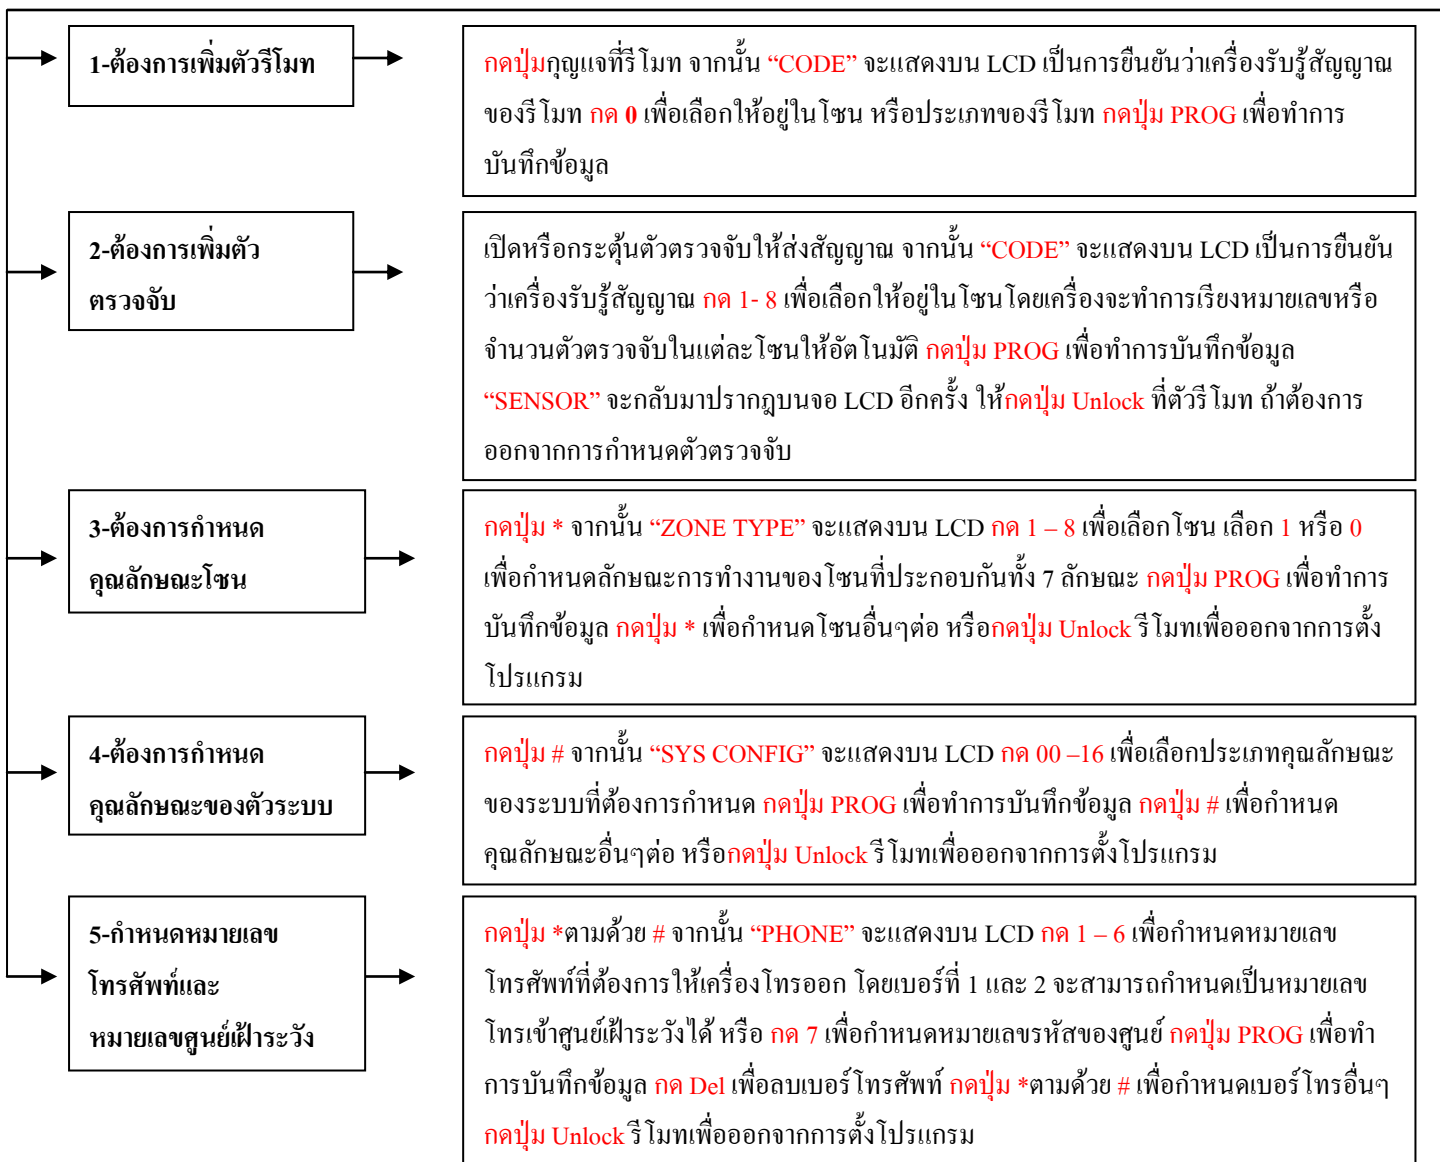 1-ต้องการเพิ่มตัวรีโมท
กดปุ่มกุญแจที่รีโมท จากนั้น “CODE” จะแสดงบน LCD เป็นการยืนยันว่าเครื่องรับรู้สัญญาณ
ของรีโมท กด 0 เพื่อเลือกให้อยู่ในโซน หรือประเภทของรีโมท กดปุ่ม PROG เพื่อทำการ
บันทึกข้อมูล
2-ต้องการเพิ่มตัว
ตรวจจับ
เปิดหรือกระตุ้นตัวตรวจจับให้ส่งสัญญาณ จากนั้น “CODE” จะแสดงบน LCD เป็นการยืนยัน
ว่าเครื่องรับรู้สัญญาณ กด 1- 8 เพื่อเลือกให้อยู่ในโซนโดยเครื่องจะทำการเรียงหมายเลขหรือ
จำนวนตัวตรวจจับในแต่ละโซนให้อัตโนมัติ กดปุ่ม PROG เพื่อทำการบันทึกข้อมูล
“SENSOR” จะกลับมาปรากฎบนจอ LCD อีกครั้ง ให้กดปุ่ม Unlock ที่ตัวรีโมท ถ้าต้องการ
ออกจากการกำหนดตัวตรวจจับ
3-ต้องการกำหนด
คุณลักษณะโซน
กดปุ่ม * จากนั้น “ZONE TYPE” จะแสดงบน LCD กด 1 – 8 เพื่อเลือกโซน เลือก 1 หรือ 0
เพื่อกำหนดลักษณะการทำงานของโซนที่ประกอบกันทั้ง 7 ลักษณะ กดปุ่ม PROG เพื่อทำการ
บันทึกข้อมูล กดปุ่ม * เพื่อกำหนดโซนอื่นๆต่อ หรือกดปุ่ม Unlock รีโมทเพื่อออกจากการตั้ง
โปรแกรม
4-ต้องการกำหนด
คุณลักษณะของตัวระบบ
กดปุ่ม # จากนั้น “SYS CONFIG” จะแสดงบน LCD กด 00 –16 เพื่อเลือกประเภทคุณลักษณะ
ของระบบที่ต้องการกำหนด กดปุ่ม PROG เพื่อทำการบันทึกข้อมูล กดปุ่ม # เพื่อกำหนด
คุณลักษณะอื่นๆต่อ หรือกดปุ่ม Unlock รีโมทเพื่อออกจากการตั้งโปรแกรม
5-กำหนดหมายเลข
โทรศัพท์และ
หมายเลขศูนย์เฝ้าระวัง
กดปุ่ม *ตามด้วย # จากนั้น “PHONE” จะแสดงบน LCD กด 1 – 6 เพื่อกำหนดหมายเลข
โทรศัพท์ที่ต้องการให้เครื่องโทรออก โดยเบอร์ที่ 1 และ 2 จะสามารถกำหนดเป็นหมายเลข
โทรเข้าศูนย์เฝ้าระวังได้ หรือ กด 7 เพื่อกำหนดหมายเลขรหัสของศูนย์ กดปุ่ม PROG เพื่อทำ
การบันทึกข้อมูล กด Del เพื่อลบเบอร์โทรศัพท์ กดปุ่ม *ตามด้วย # เพื่อกำหนดเบอร์โทรอื่นๆ
กดปุ่ม Unlock รีโมทเพื่อออกจากการตั้งโปรแกรม